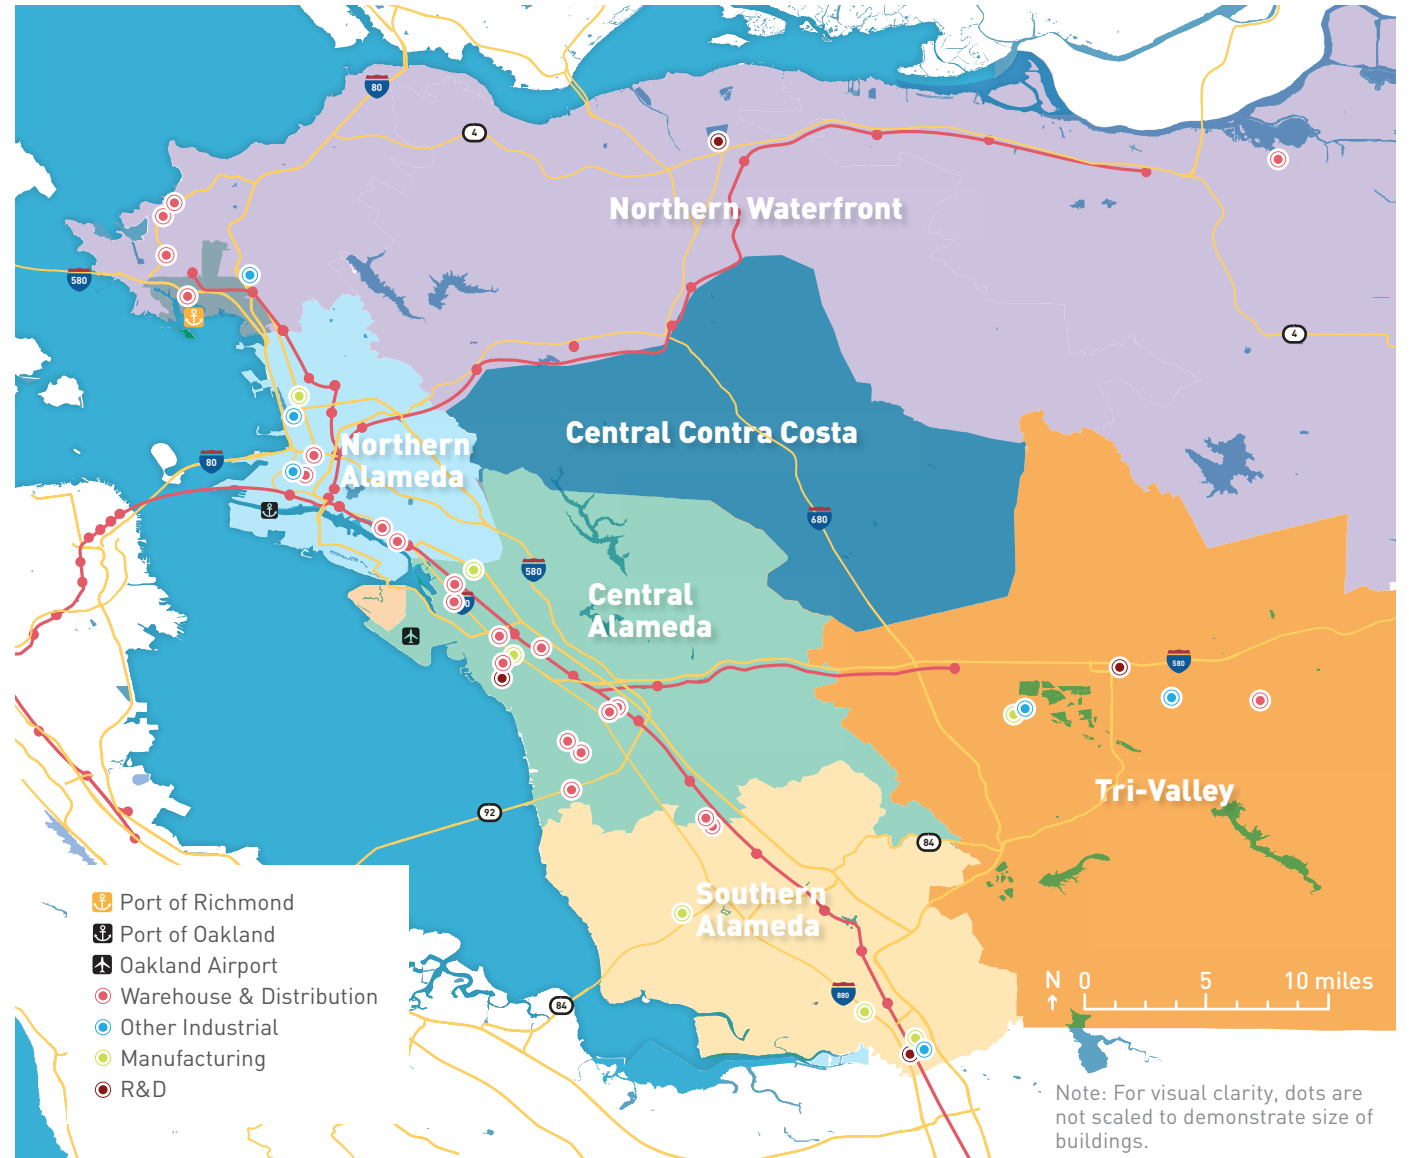 80
4
Northern Waterfront
580
4
Northern
Alameda
Central Contra Costa
80
680
580
Central
Alameda
580
Tri-Valley
92
84
Southern
Alameda
880
84
N 0 5 10 miles
Port of Richmond
Port of Oakland
Oakland Airport
Warehouse & Distribution
Other Industrial
Manufacturing
R&D
Note: For visual clarity, dots are
not scaled to demonstrate size of
buildings.